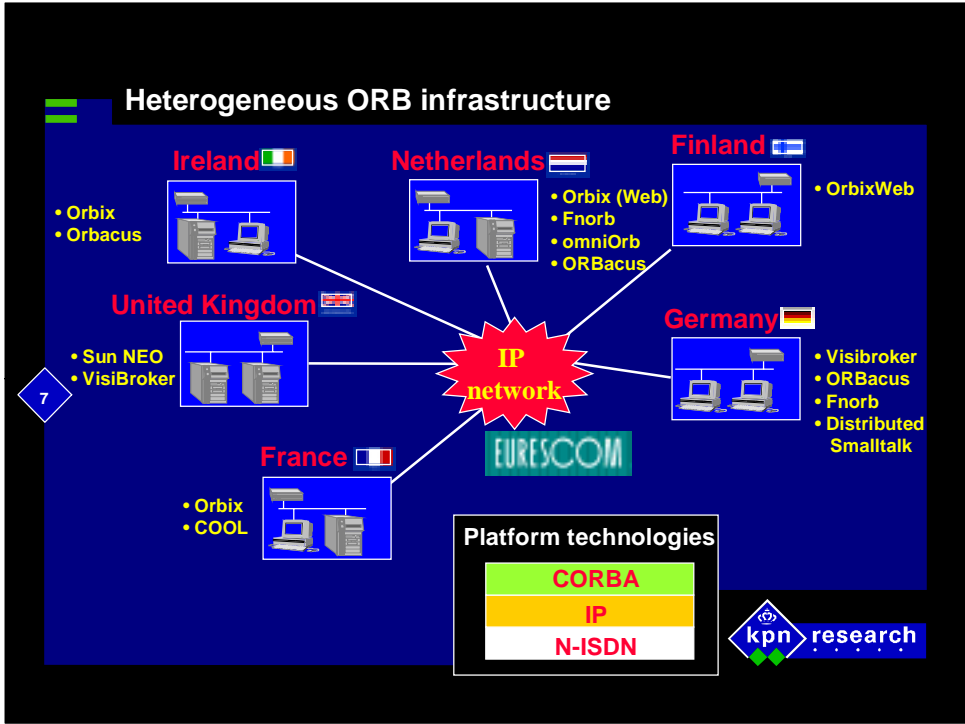 Heterogeneous ORB infrastructure
Ireland
• Orbix
• Orbacus
Netherlands
• Orbix (Web)
• Fnorb
• omniOrb
• ORBacus
Finland
• OrbixWeb
United Kingdom
• Sun NEO
• VisiBroker
Germany
• Visibroker
• ORBacus
• Fnorb
• Distributed
Smalltalk
IP
network
EURESCOM
France
• Orbix
• COOL
Platform technologies
CORBA
IP
N-ISDN
7
kpn research